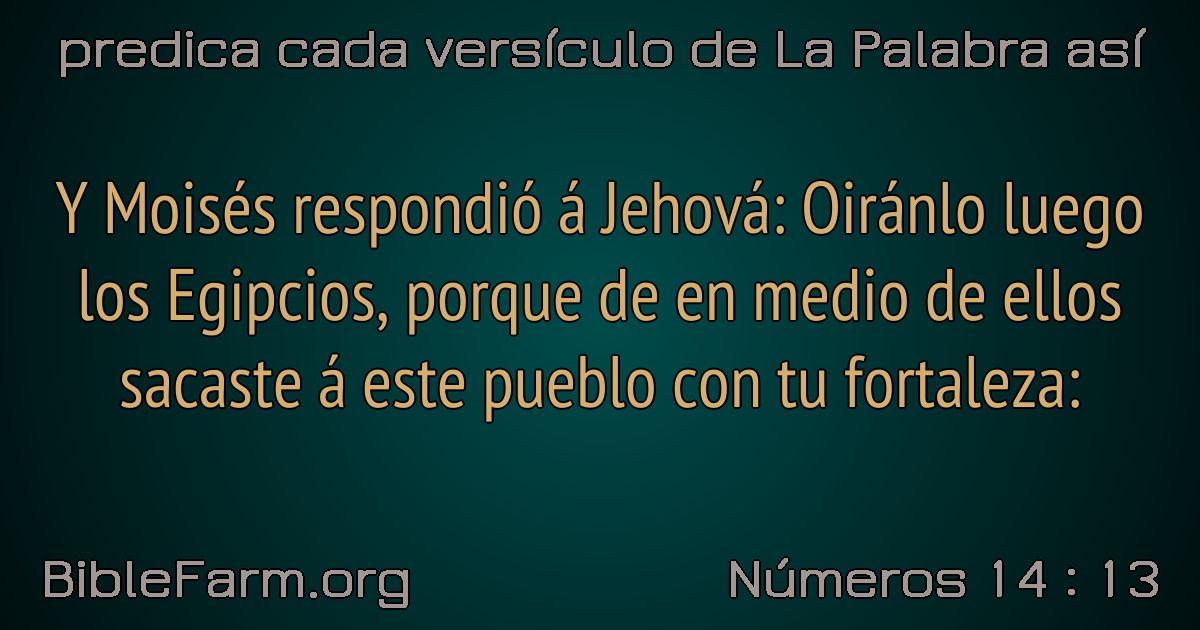 predica cada versículo de La Palabra así
Y Moisés respondió á Jehová: Oiránlo luego
los Egipcios, porque de en medio de ellos
sacaste á este pueblo con tu fortaleza:
BibleFarm.org
Números 14 : 13